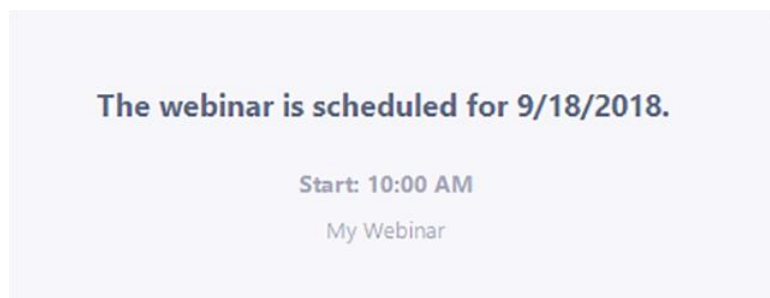 The webinar is scheduled for 9/18/2018.
Start: 10:00 AM
My Webinar